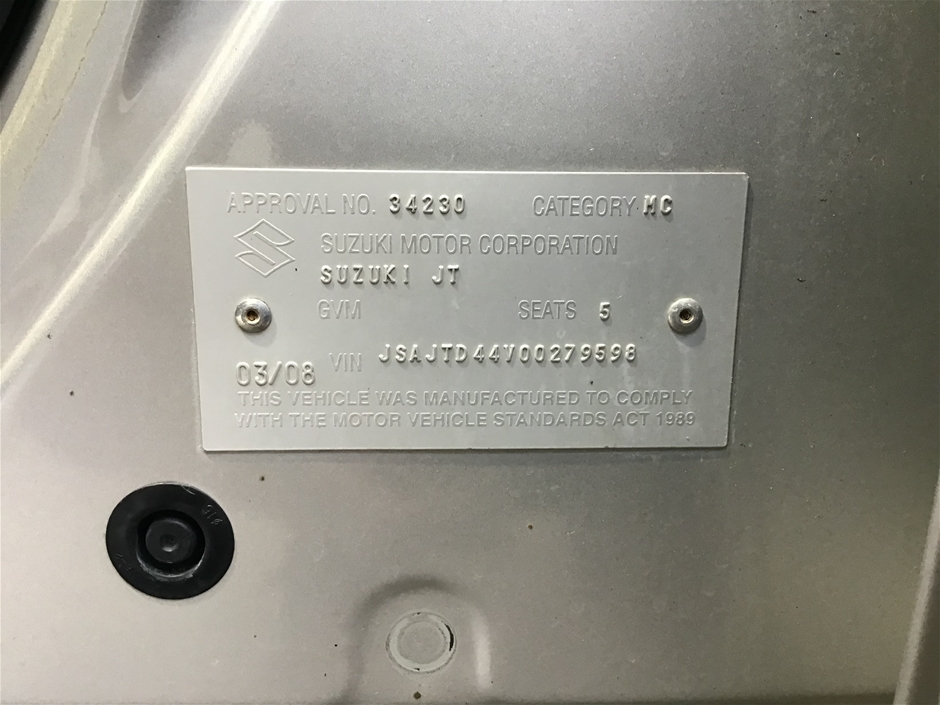 APPROVAL NO. 34230 CATEGORY MC
SUZUKI MOTOR CORPORATION
SUZUKI JT
GVM SEATS 5
03/08 VIN JSAJTD44V00279598
THIS VEHICLE WAS MANUFACTURED TO COMPLY
WITH THE MOTOR VEHICLE STANDARDS ACT 1989